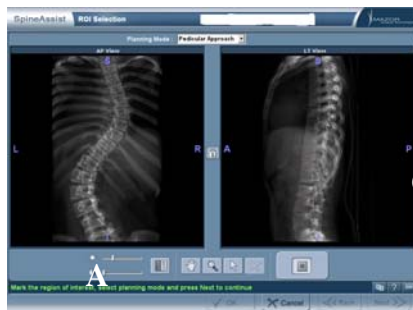 SpineAssist ROI Selection
MAZOR
Planning Mode : Pedicular Approach
AP View
LT View
S
S
L
R
A
P
A
Mark the region of interest, select planning mode and press Next to continue
OK Cancel Back Next